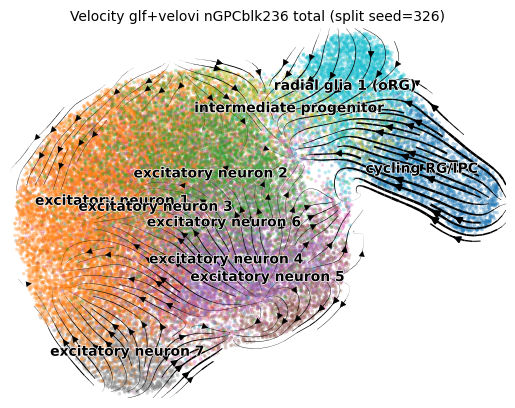 Velocity glf+velovi nGPCblk236 total (split seed=326)
radial glia 1 (oRG)
intermediate progenitor
cycling RG/IPC
excitatory neuron 2
excitatory neuron 1
excitatory neuron 3
excitatory neuron 6
excitatory neuron 4
excitatory neuron 5
excitatory neuron 7